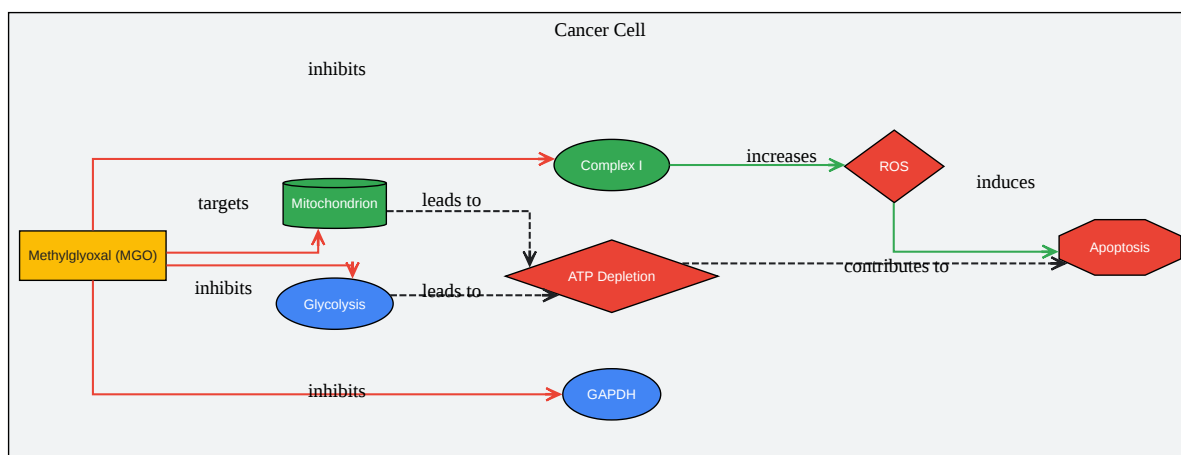 Cancer Cell
inhibits
Complex I
increases
ROS
induces
targets
Mitochondrion
leads to
Methylglyoxal (MGO)
Apoptosis
inhibits
Glycolysis
leads to
ATP Depletion
contributes to
inhibits
GAPDH